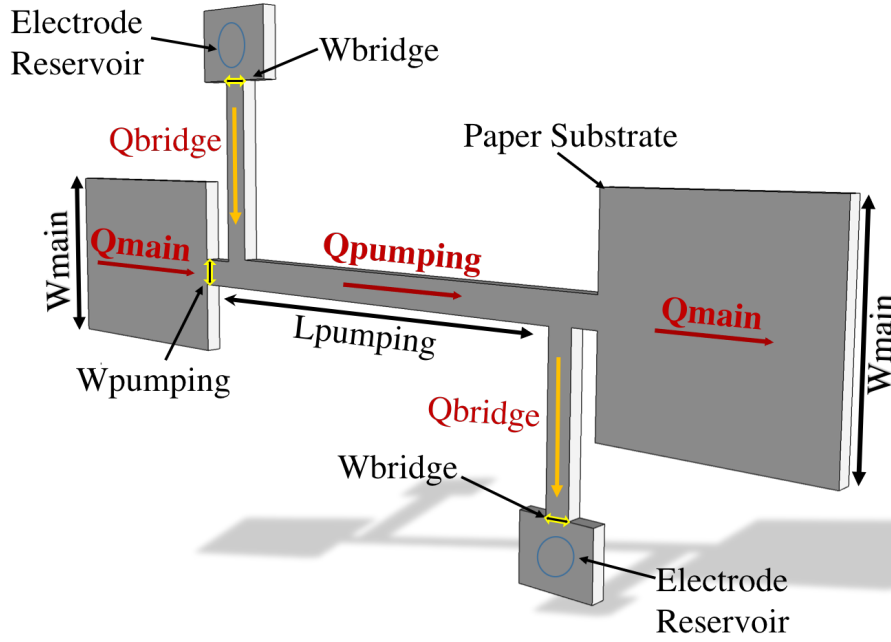 Electrode
Reservoir
Wbridge
Qbridge
Paper Substrate
Wmain
Qmain
Qpumping
Lpumping
Qmain
Wmain
Wpumping
Qbridge
Wbridge
Electrode
Reservoir